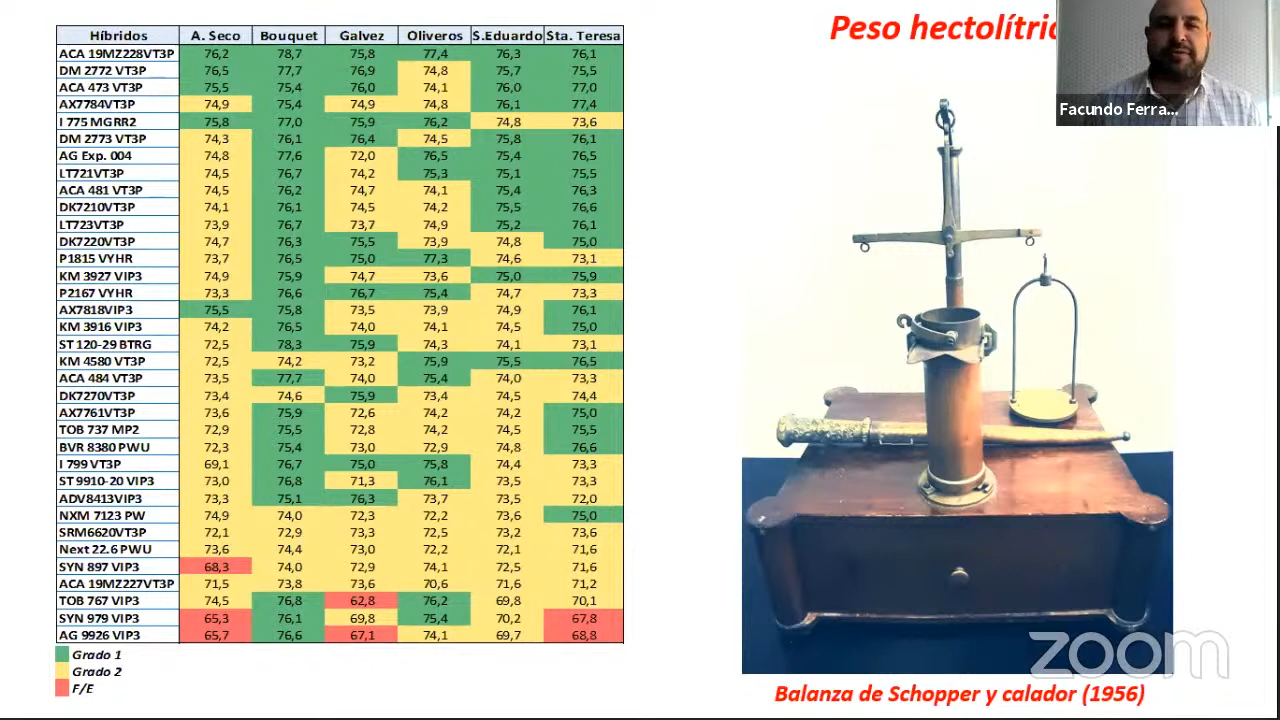 Peso hectolítric
Facundo Ferra...
Híbridos A. Seco Bouquet Galvez Oliveros S.Eduardo Sta. Teresa
ACA 19MZ228VT3P 76,2 78,7 75,8 77,4 76,3 76,1
DM 2772 VT3P 76,5 77,7 76,9 74,8 75,7 75,5
ACA 473 VT3P 75,5 75,4 76,0 74,1 76,0 77,0
AX7784VT3P 74,9 75,4 74,9 74,8 76,1 77,4
I 775 MGRR2 75,8 77,0 75,9 76,2 74,8 73,6
DM 2773 VT3P 74,3 76,1 76,4 74,5 75,8 76,1
AG Exp. 004 74,8 77,6 72,0 76,5 75,4 76,5
LT721VT3P 74,5 76,7 74,2 75,3 75,1 75,5
ACA 481 VT3P 74,5 76,2 74,7 74,1 75,4 76,3
DK7210VT3P 74,1 76,1 74,5 74,2 75,5 76,6
LT723VT3P 73,9 76,7 73,7 74,9 75,2 76,1
DK7220VT3P 74,7 76,3 75,5 73,9 74,8 75,0
P1815 VYHR 73,7 76,5 75,0 77,3 74,6 73,1
KM 3927 VIP3 74,9 75,9 74,7 73,6 75,0 75,9
P2167 VYHR 73,3 76,6 76,7 75,4 74,7 73,3
AX7818VIP3 75,5 75,8 73,5 73,9 74,9 76,1
KM 3916 VIP3 74,2 76,5 74,0 74,1 74,5 75,0
ST 120-29 BTRG 72,5 78,3 75,9 74,3 74,1 73,1
KM 4580 VT3P 72,5 74,2 73,2 75,9 75,5 76,5
ACA 484 VT3P 73,5 77,7 74,0 75,4 74,0 73,3
DK7270VT3P 73,4 74,6 75,9 73,4 74,5 74,4
AX7761VT3P 73,6 75,9 72,6 74,2 74,2 75,0
TOB 737 MP2 72,9 75,5 72,8 74,2 74,5 75,5
BVR 8380 PWU 72,3 75,4 73,0 72,9 74,8 76,6
I 799 VT3P 69,1 76,7 75,0 75,8 74,4 73,3
ST 9910-20 VIP3 73,0 76,8 71,3 76,1 73,5 73,3
ADV8413VIP3 73,3 75,1 76,3 73,7 73,5 72,0
NXM 7123 PW 74,9 74,0 72,3 72,2 73,6 75,0
SRM6620VT3P 72,1 72,9 73,3 72,5 73,2 73,6
Next 22.6 PWU 73,6 74,4 73,0 72,2 72,1 71,6
SYN 897 VIP3 68,3 74,0 72,9 74,1 72,5 71,6
ACA 19MZ227VT3P 71,5 73,8 73,6 70,6 71,6 71,2
TOB 767 VIP3 74,5 76,8 62,8 76,2 69,8 70,1
SYN 979 VIP3 65,3 76,1 69,8 75,4 70,2 67,8
AG 9926 VIP3 65,7 76,6 67,1 74,1 69,7 68,8
Grado 1
Grado 2
F/E
zoom
Balanza de Schopper y calador (1956)